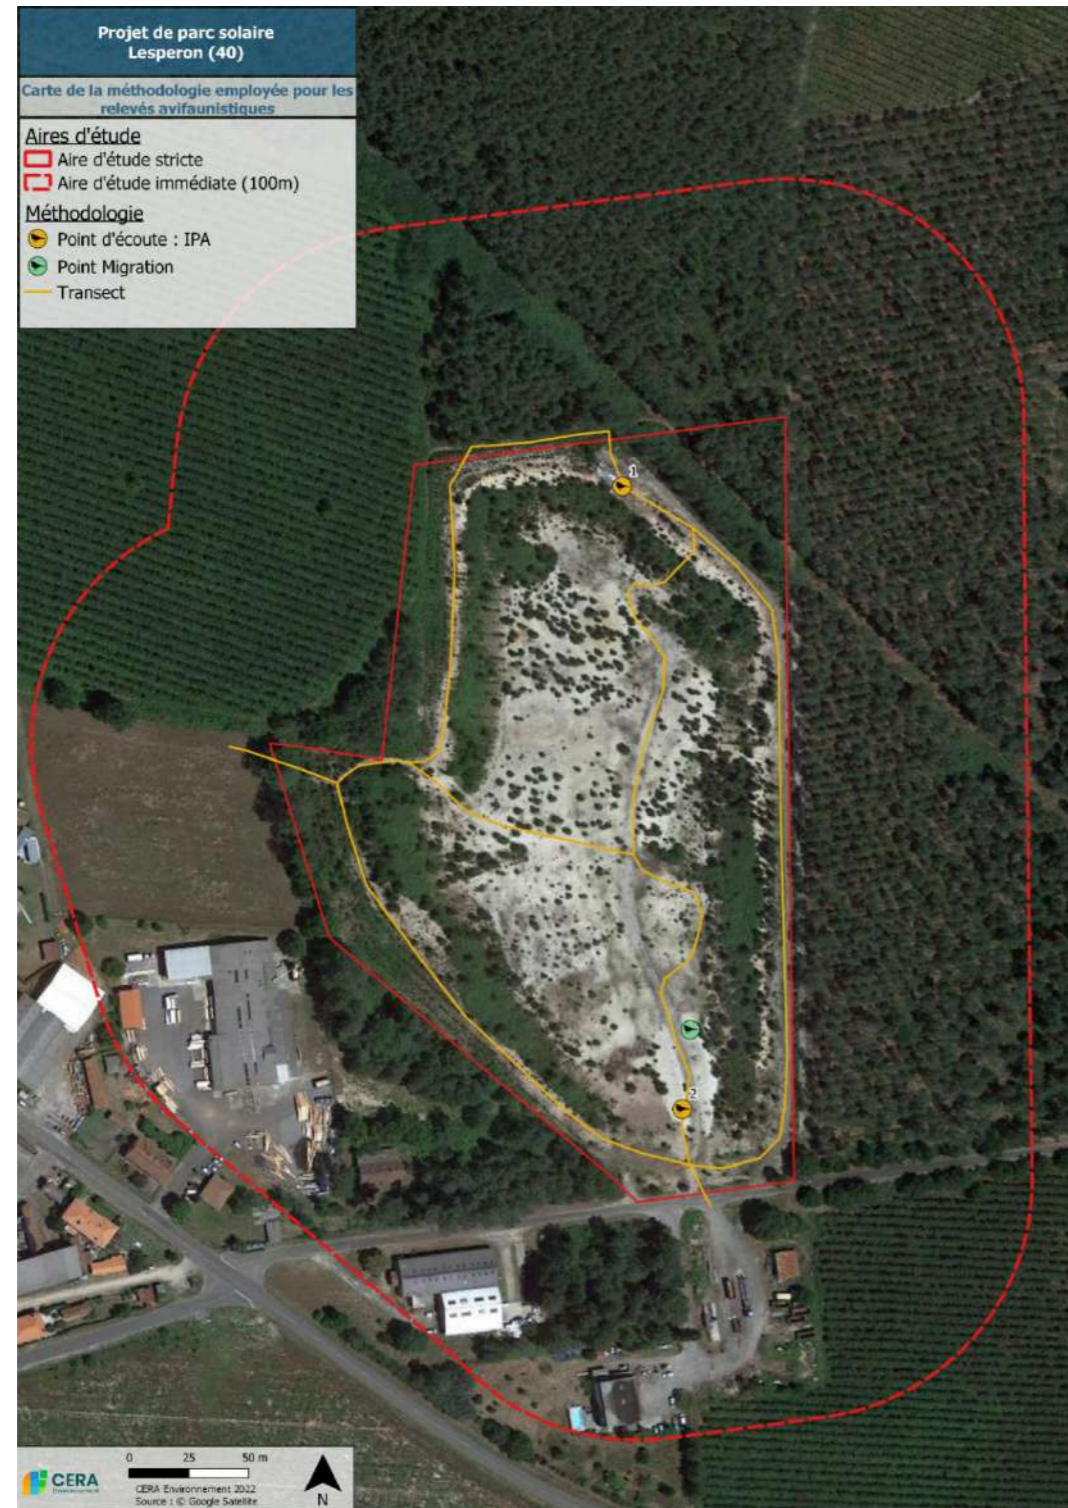 Projet de parc solaire
Lesperon (40)
Carte de la méthodologie employée pour les
relevés avifaunistiques
Aires d'étude
Aire d'étude stricte
Aire d'étude immédiate (100m)
Méthodologie
Point d'écoute : IPA
Point Migration
Transect
1
2
0 25 50 m
CERA
Environnement
CERA Environnement 2022
Source : © Google Satellite
N